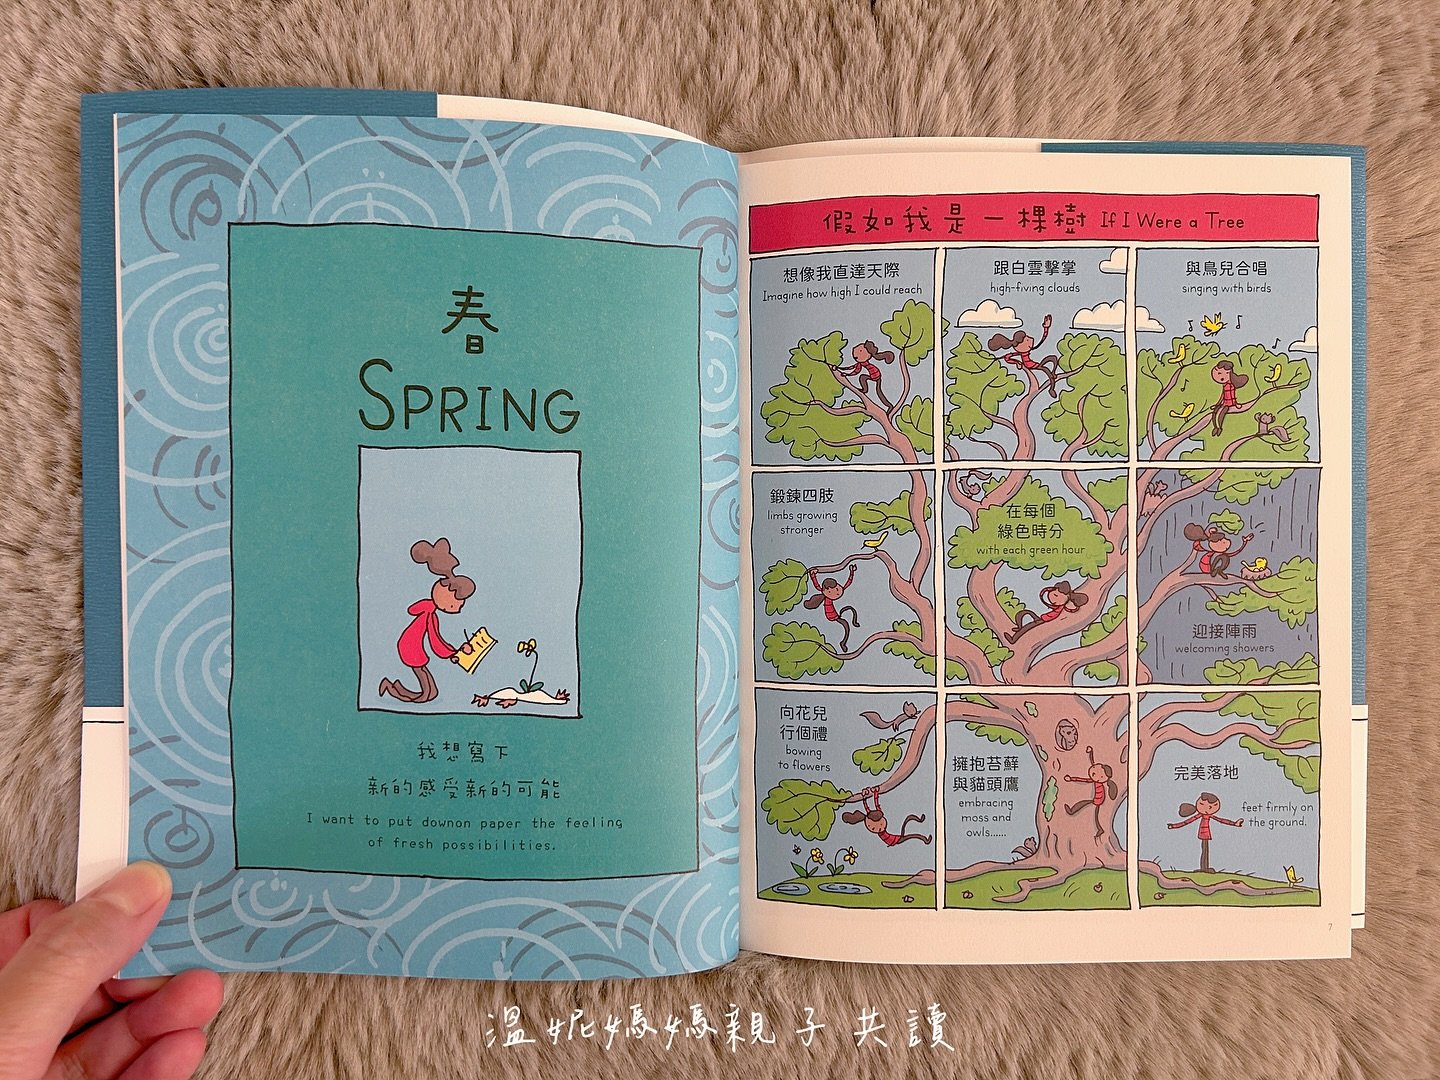 春
SPRING
我想寫下
新的感受新的可能
I want to put downon paper the feeling
of fresh possibilities.
假如我是一棵樹 If I Were a Tree
想像我直達天際
Imagine how high I could reach
跟白雲擊掌
high-fiving clouds
與鳥兒合唱
singing with birds
鍛鍊四肢
limbs growing
stronger
在每個
綠色時分
with each green hour
迎接陣雨
welcoming showers
向花兒
行個禮
bowing
to flowers
擁抱苔蘚
與貓頭鷹
embracing
moss and
owls......
完美落地
feet firmly on
the ground.
7
溫妮媽媽親子共讀